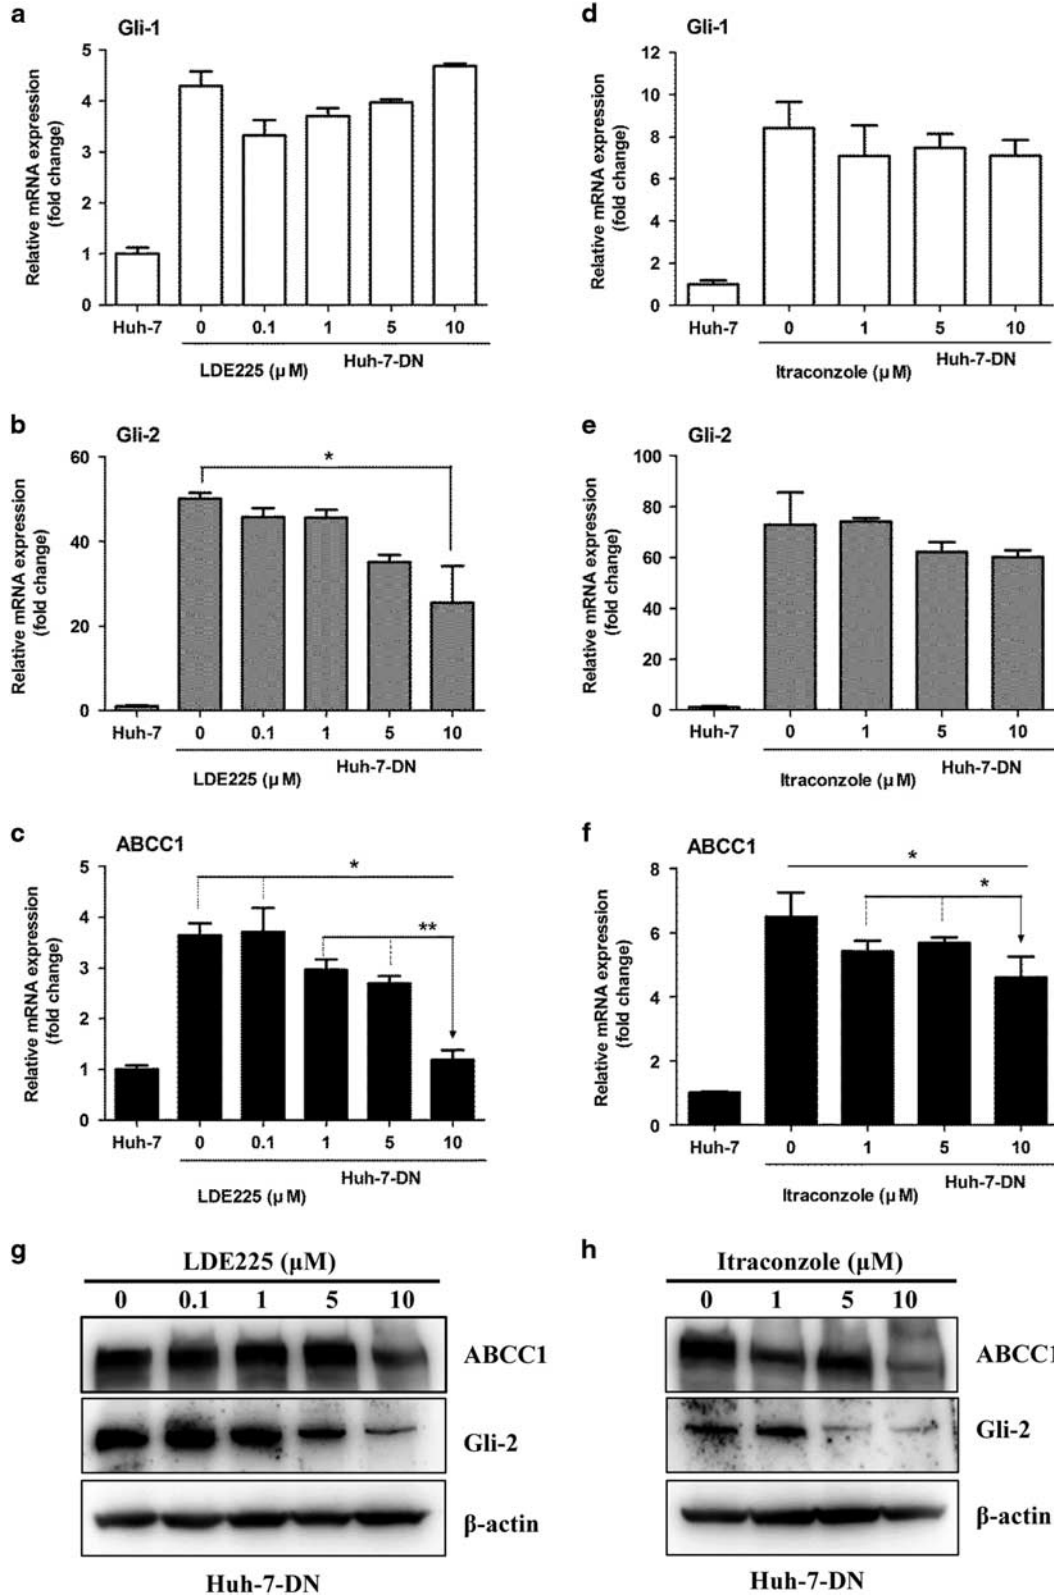 a
Gli-1
Relative mRNA expression
(fold change)
5
4
3
2
1
0
Huh-7 0 0.1 1 5 10
LDE225 (μM) Huh-7-DN
d
Gli-1
Relative mRNA expression
(fold change)
12
10
8
6
4
2
0
Huh-7 0 1 5 10
Itraconzole (μM) Huh-7-DN
b
Gli-2
Relative mRNA expression
(fold change)
60
40
20
0
*
Huh-7 0 0.1 1 5 10
LDE225 (μM) Huh-7-DN
e
Gli-2
Relative mRNA expression
(fold change)
100
80
60
40
20
0
Huh-7 0 1 5 10
Itraconzole (μM) Huh-7-DN
c
ABCC1
Relative mRNA expression
(fold change)
5
4
3
2
1
0
*
**
Huh-7 0 0.1 1 5 10
LDE225 (μM) Huh-7-DN
f
ABCC1
Relative mRNA expression
(fold change)
8
6
4
2
0
*
*
Huh-7 0 1 5 10
Itraconzole (μM) Huh-7-DN
g
LDE225 (μM)
0 0.1 1 5 10
ABCC1
Gli-2
β-actin
Huh-7-DN
h
Itraconzole (μM)
0 1 5 10
ABCC1
Gli-2
β-actin
Huh-7-DN